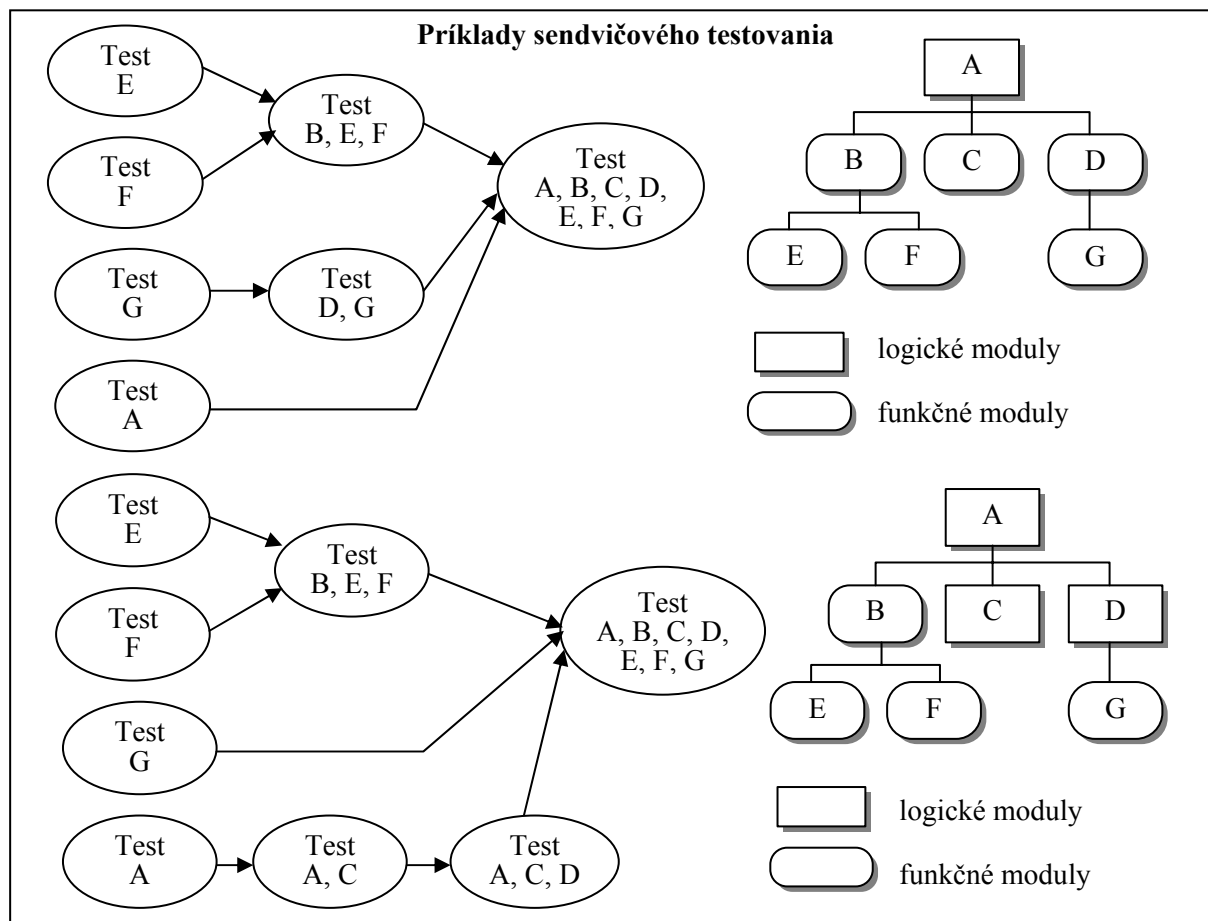 Príklady sendvičového testovania
Test
E
Test
F
Test
B, E, F
Test
G
Test
D, G
Test
A
Test
A, B, C, D,
E, F, G
A
B
C
D
E
F
G
logické moduly
funkčné moduly
Test
E
Test
F
Test
B, E, F
Test
G
Test
A
Test
A, C
Test
A, C, D
Test
A, B, C, D,
E, F, G
A
B
C
D
E
F
G
logické moduly
funkčné moduly